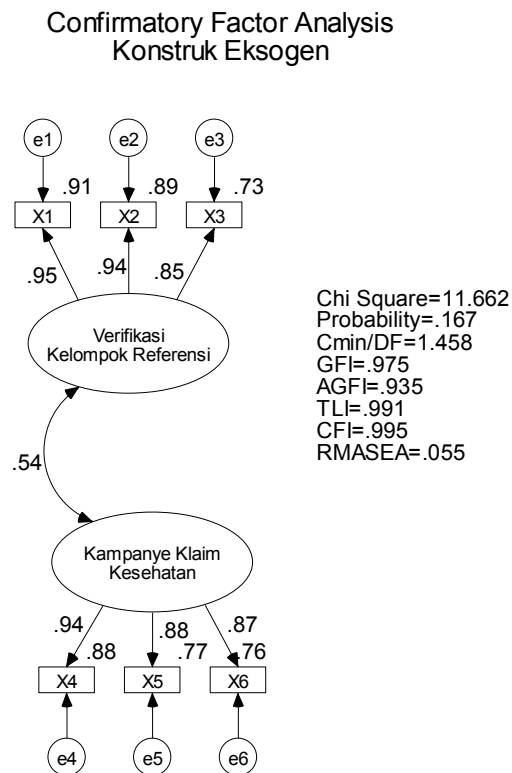 Confirmatory Factor Analysis
Konstruk Eksogen
e1 e2 e3
.91 .89 .73
X1 X2 X3
.95 .94 .85
Verifikasi
Kelompok Referensi
Chi Square=11.662
Probability=.167
Cmin/DF=1.458
GFI=.975
AGFI=.935
TLI=.991
CFI=.995
RMASEA=.055
.54
Kampanye Klaim
Kesehatan
.94 .88 .87
.88 .77 .76
X4 X5 X6
e4 e5 e6